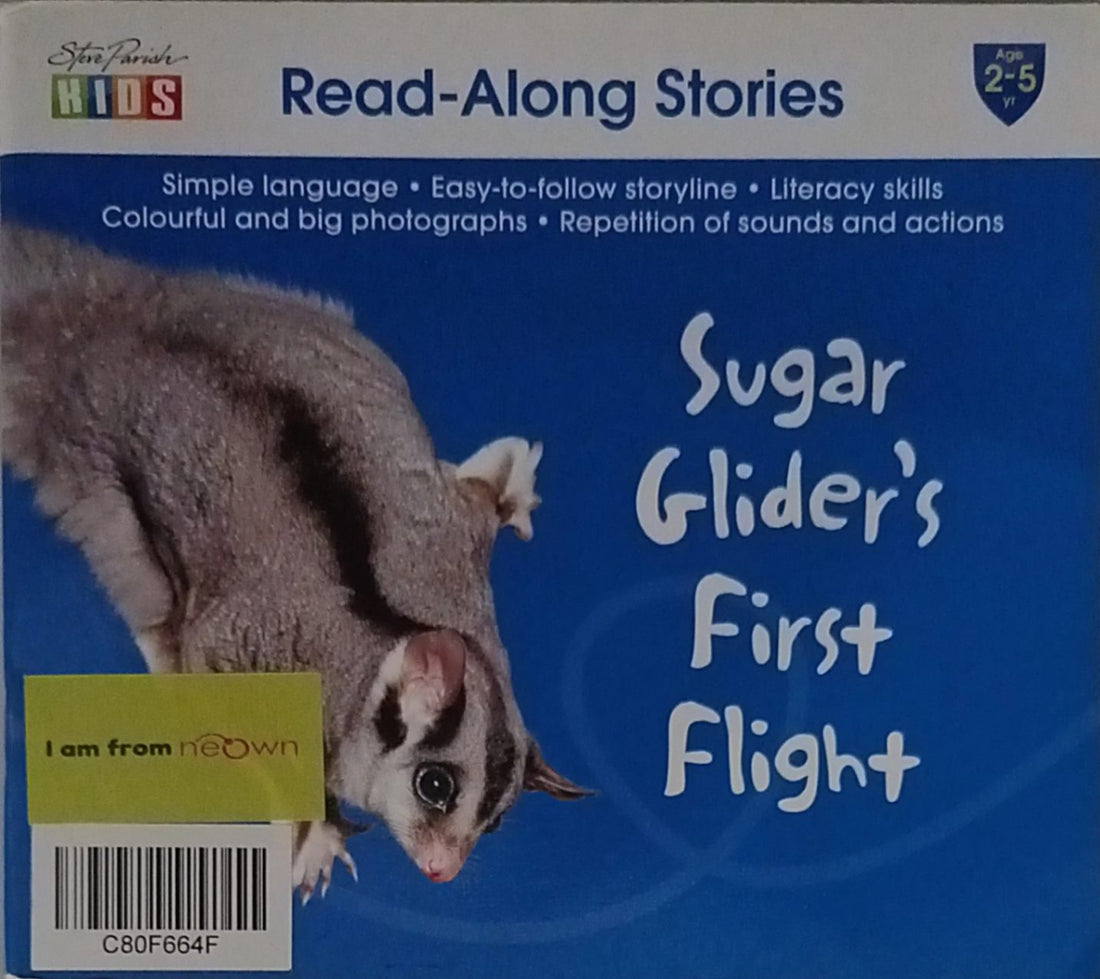 Steve Parish
KIDS
Read-Along Stories
Age
2-5
yr
Simple language • Easy-to-follow storyline • Literacy skills
Colourful and big photographs • Repetition of sounds and actions
Sugar
Glider's
First
Flight
I am from neown
C80F664F